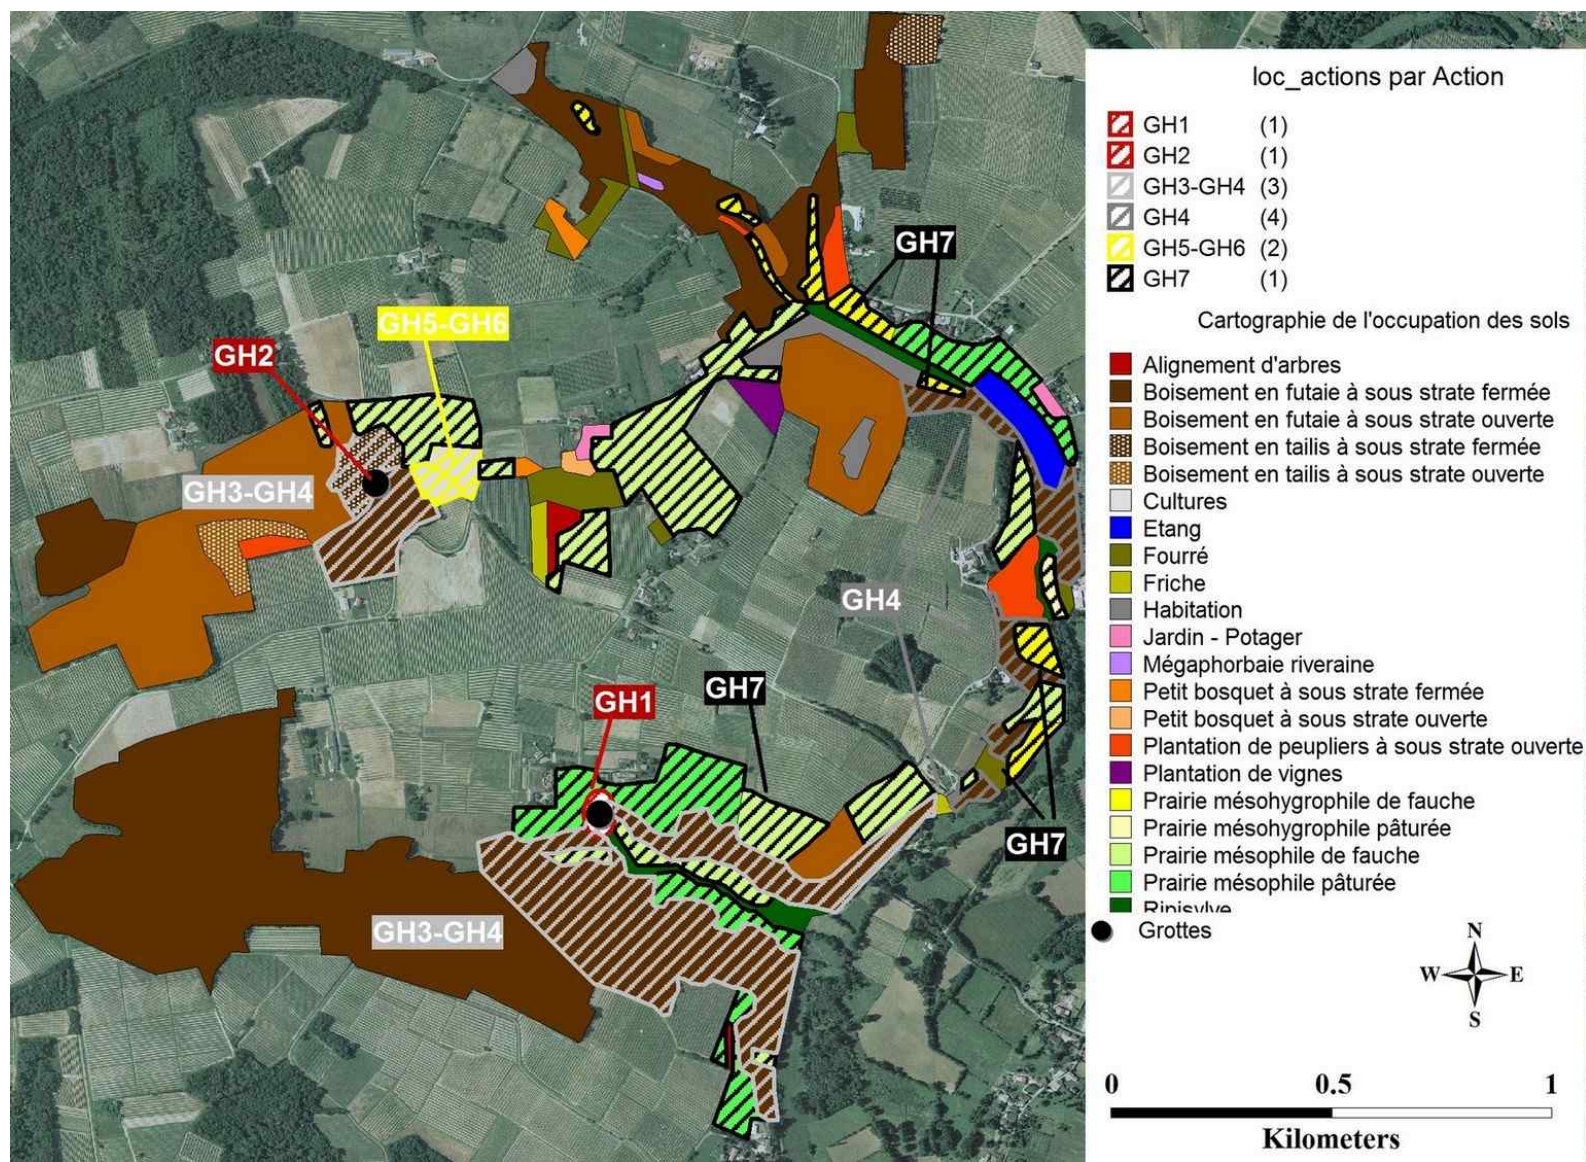 loc_actions par Action
GH1 (1)
GH2 (1)
GH3-GH4 (3)
GH4 (4)
GH5-GH6 (2)
GH7 (1)
Cartographie de l'occupation des sols
Alignement d'arbres
Boisement en futaie à sous strate fermée
Boisement en futaie à sous strate ouverte
Boisement en tailis à sous strate fermée
Boisement en tailis à sous strate ouverte
Cultures
Etang
Fourré
Friche
Habitation
Jardin - Potager
Mégaphorbaie riveraine
Petit bosquet à sous strate fermée
Petit bosquet à sous strate ouverte
Plantation de peupliers à sous strate ouverte
Plantation de vignes
Prairie mésohygrophile de fauche
Prairie mésohygrophile pâturée
Prairie mésophile de fauche
Prairie mésophile pâturée
Ripisylve
Grottes
N
W E
S
0 0.5 1
Kilometers
GH7
GH5-GH6
GH2
GH3-GH4
GH4
GH7
GH1
GH7
GH3-GH4